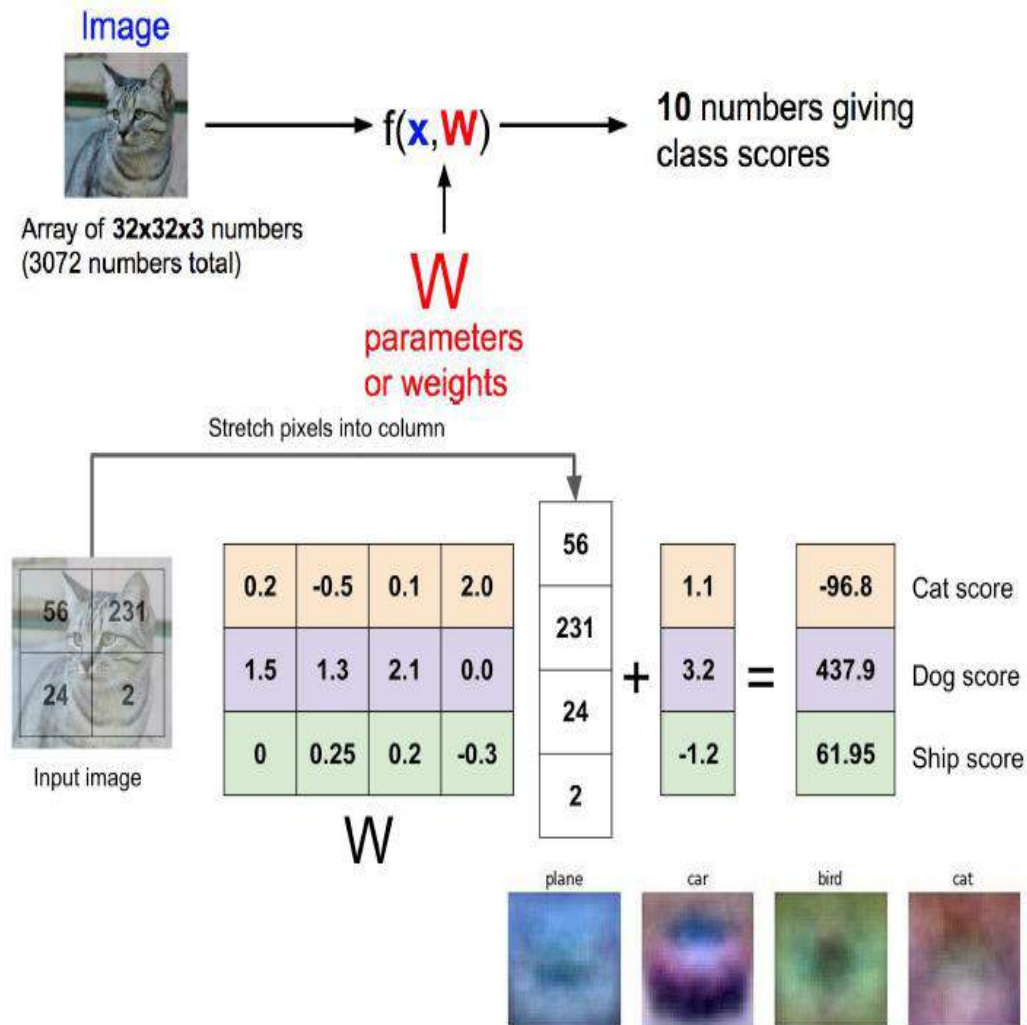 Image
f(x,W)
10 numbers giving
class scores
Array of 32x32x3 numbers
(3072 numbers total)
W
parameters
or weights
Stretch pixels into column
56 231
24 2
Input image
0.2 -0.5 0.1 2.0
1.5 1.3 2.1 0.0
0 0.25 0.2 -0.3
W
56
231
24
2
+
1.1
3.2
-1.2
=
-96.8 Cat score
437.9 Dog score
61.95 Ship score
plane car bird cat